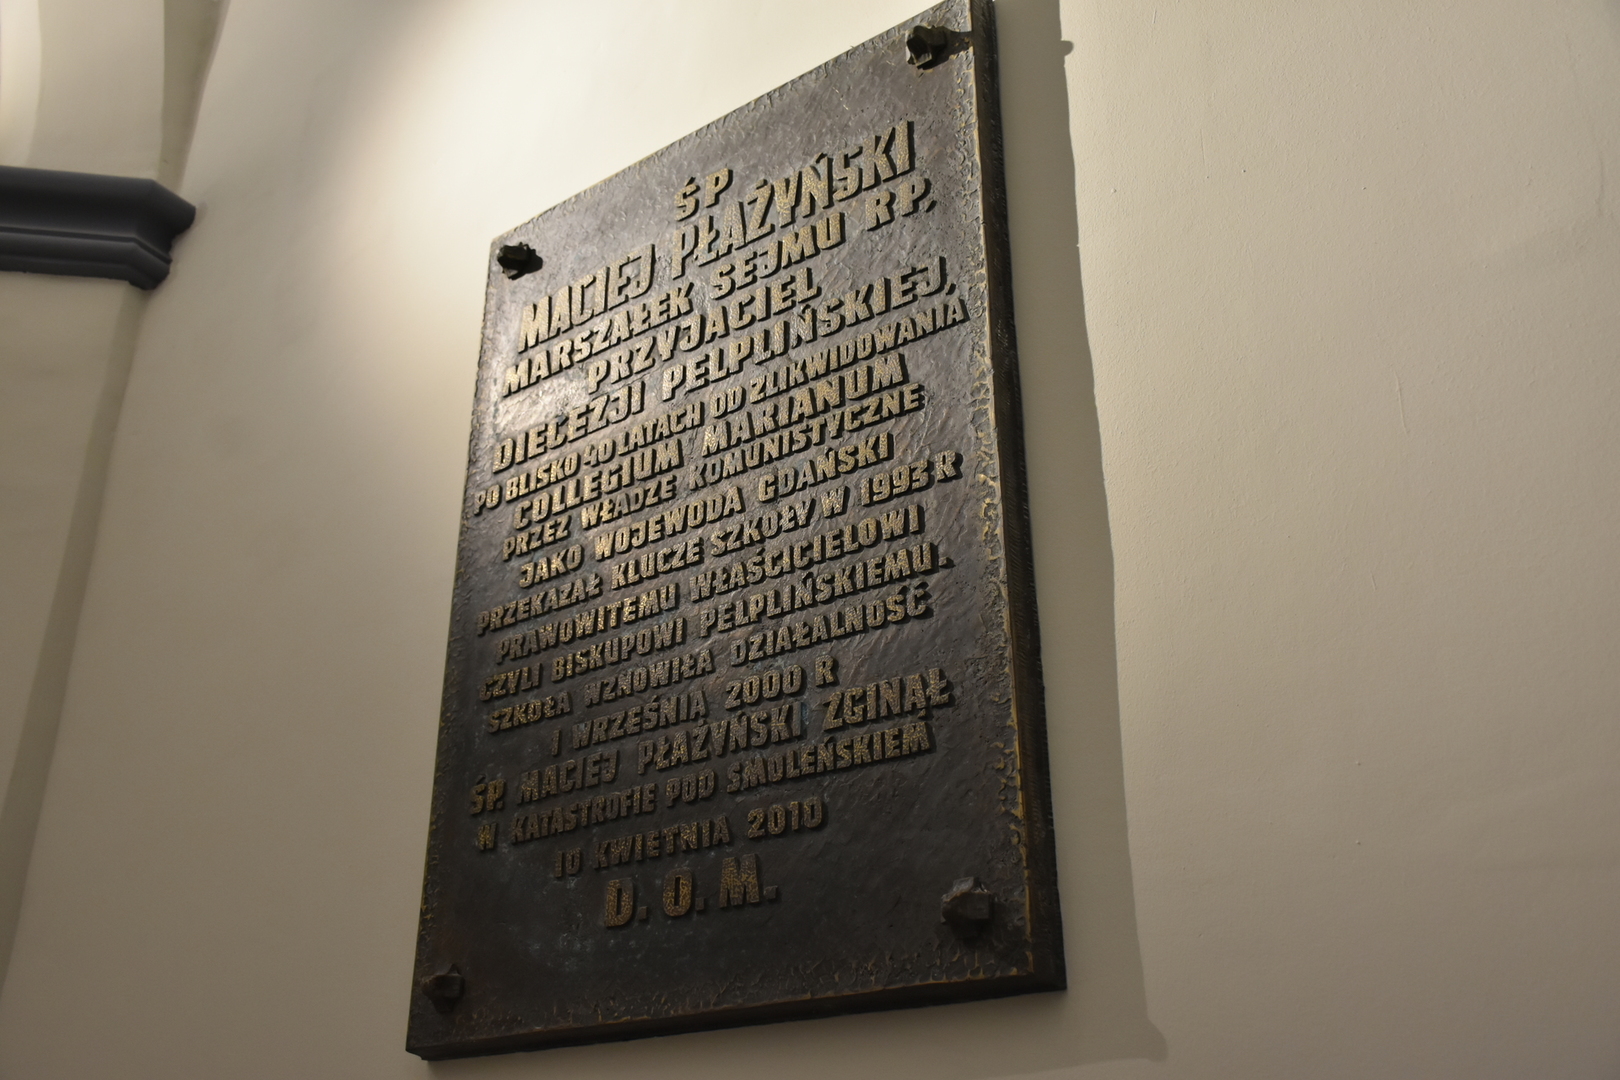 ŚP
MACIEJ PŁAŻYŃSKI
MARSZAŁEK SEJMU RP,
PRZYJACIEL
DIECEZJI PELPLIŃSKIEJ,
PO BLISKO 40 LATACH OD ZLIKWIDOWANIA
COLLEGIUM MARIANUM
PRZEZ WŁADZE KOMUNISTYCZNE
JAKO WOJEWODA GDAŃSKI
PRZEKAZAŁ KLUCZE SZKOŁY W 1993 R
PRAWOWITEMU WŁAŚCICIELOWI
CZYLI BISKUPOWI PELPLIŃSKIEMU.
SZKOŁA WZNOWIŁA DZIAŁALNOŚĆ
1 WRZEŚNIA 2000 R
ŚP. MACIEJ PŁAŻYŃSKI ZGINĄŁ
W KATASTROFIE POD SMOLEŃSKIEM
10 KWIETNIA 2010
D. O. M.